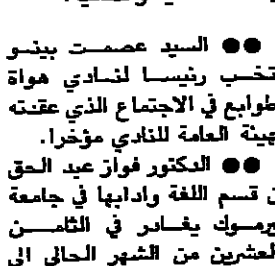 ●● السيد عصمت بينو
تخب رئيسا لنادي هواة
طوابع في الاجتماع الذي عقدته
هيئة العامة للنادي مؤخرا.
●● الدكتور فواز عبد الحق
ن قسم اللغة وادابها في جامعة
يرموك يغادر في الثامن
العشرين من الشهر الحالي الى